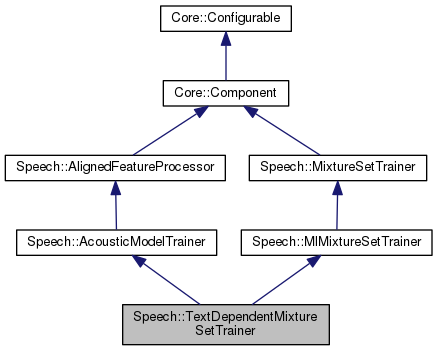 Core::Configurable
Core::Component
Speech::AlignedFeatureProcessor
Speech::MixtureSetTrainer
Speech::AcousticModelTrainer
Speech::MlMixtureSetTrainer
Speech::TextDependentMixture
SetTrainer